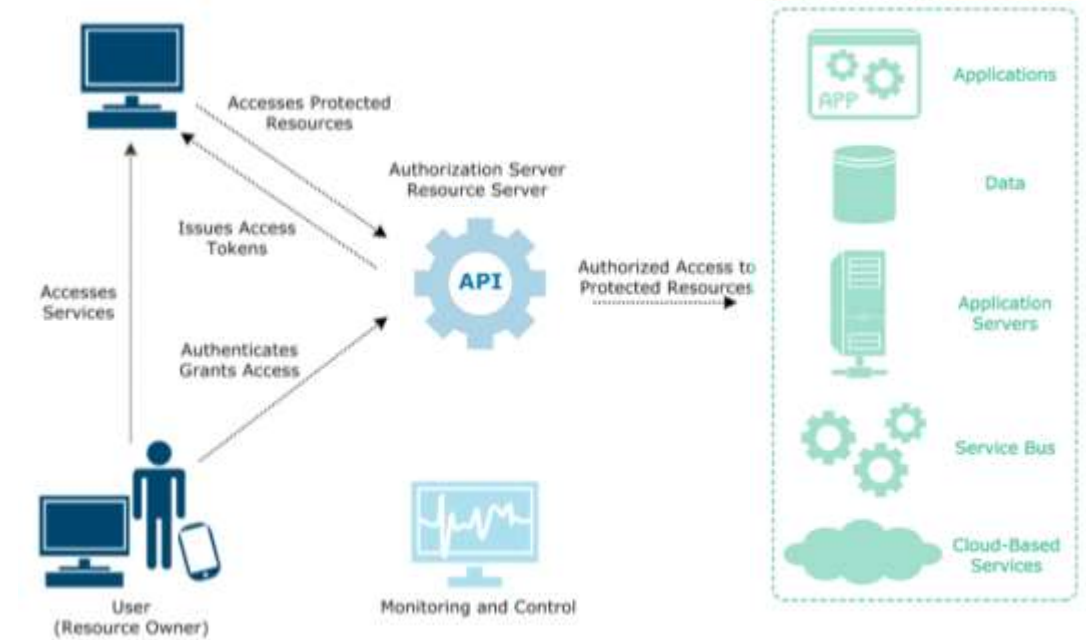 Accesses Protected
Resources
Authorization Server
Resource Server
Issues Access
Tokens
API
Authorized Access to
Protected Resources
Accesses
Services
Authenticates
Grants Access
User
(Resource Owner)
Monitoring and Control
APP
Applications
Data
Application
Servers
Service Bus
Cloud-Based
Services